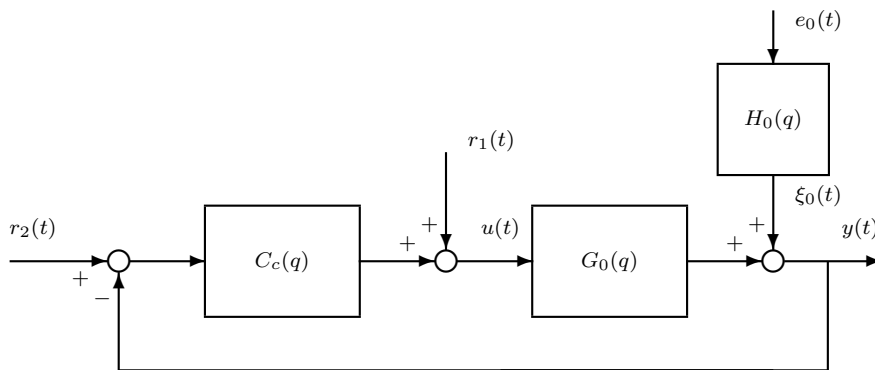 e₀(t)
H₀(q)
r₁(t)
ξ₀(t)
r₂(t)
+
−
C_c(q)
+
+
u(t)
G₀(q)
+
+
y(t)